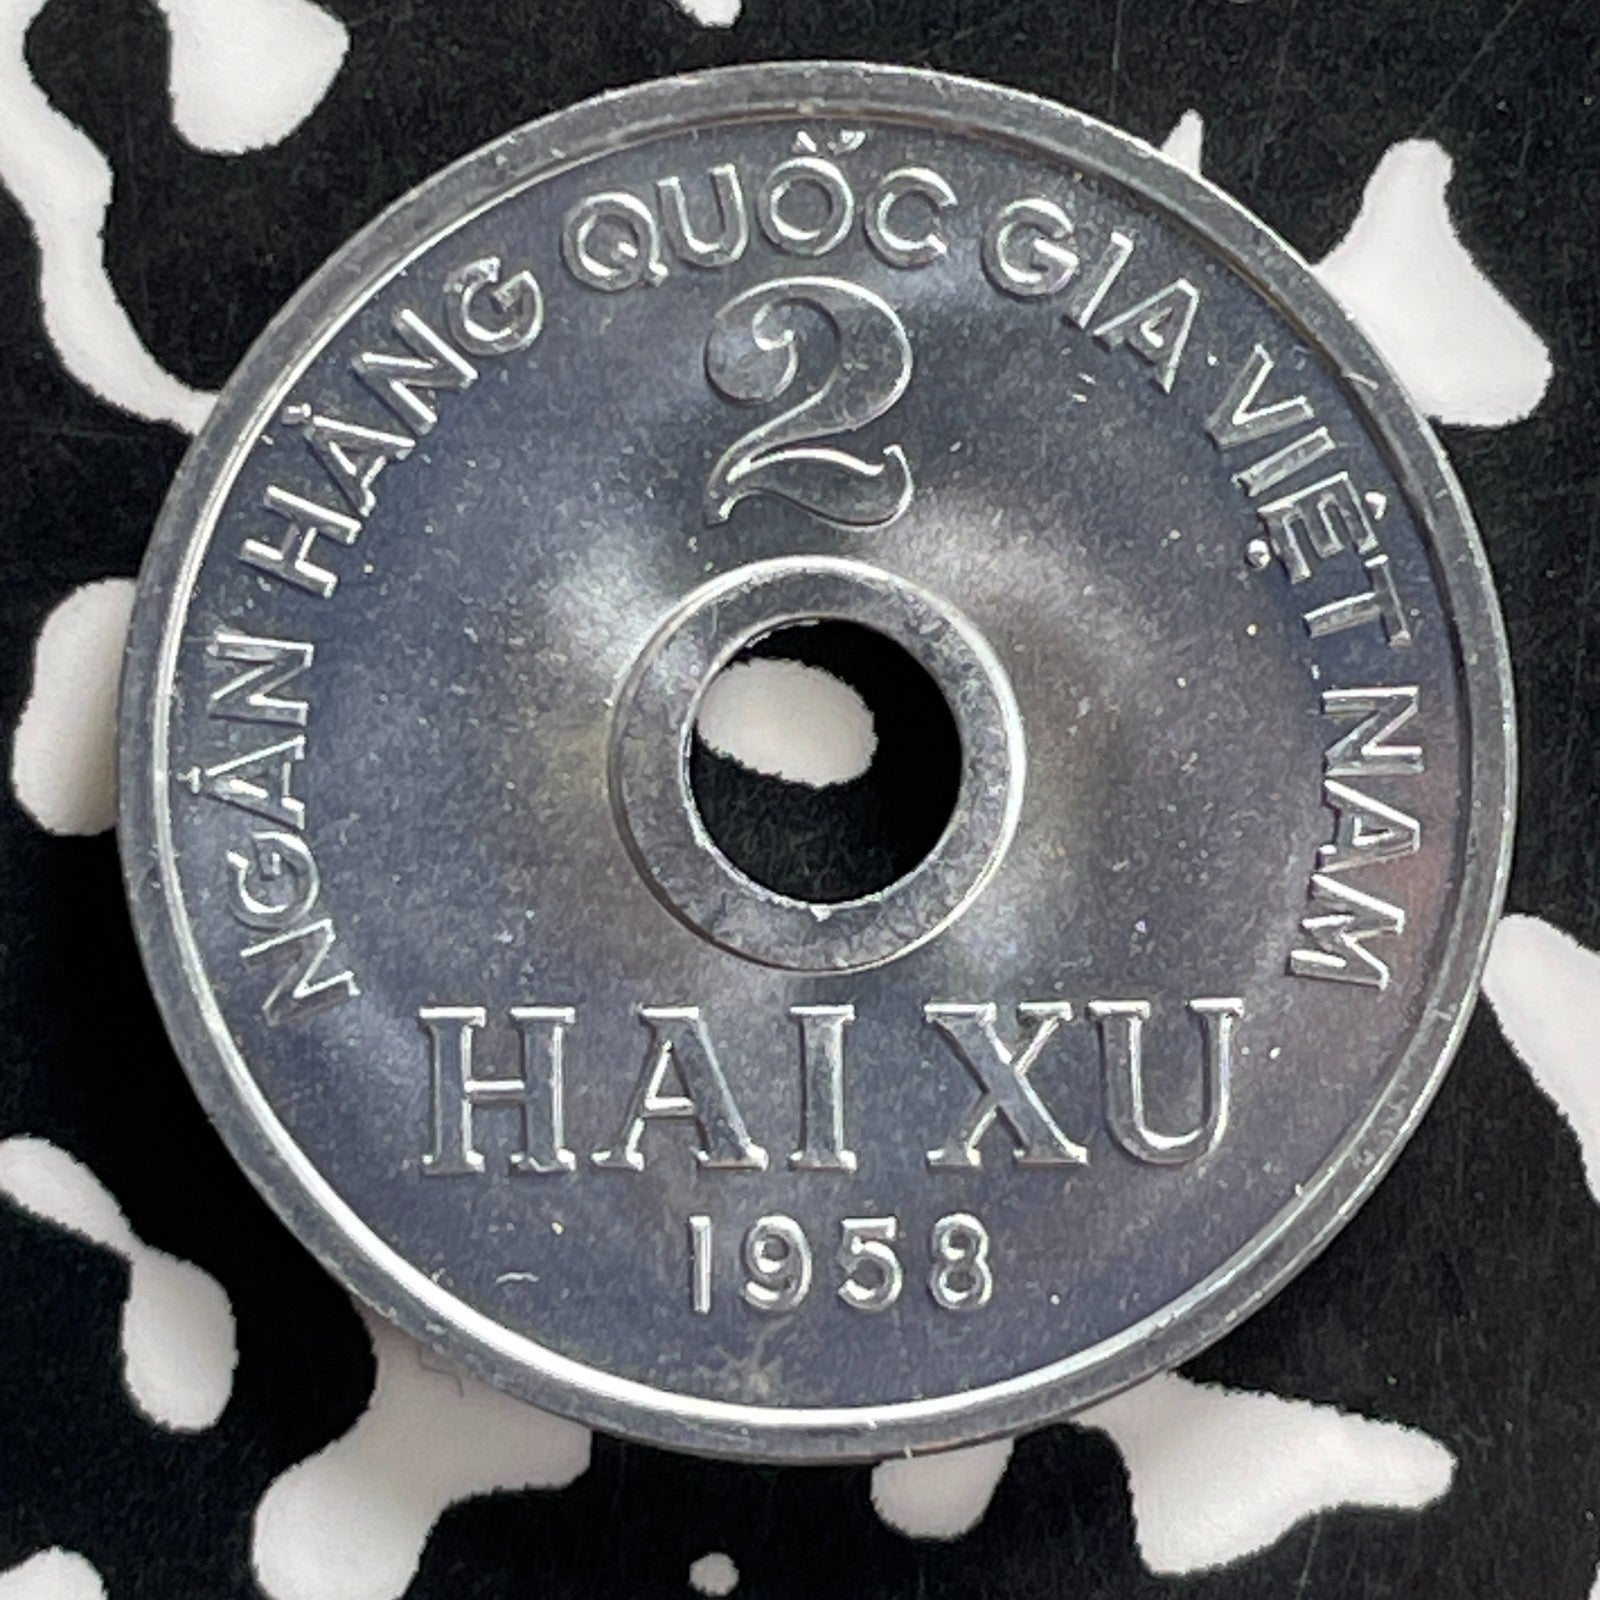 NGÂN HÀNG QUỐC GIA VIỆT NAM
2
HAI XU
1958